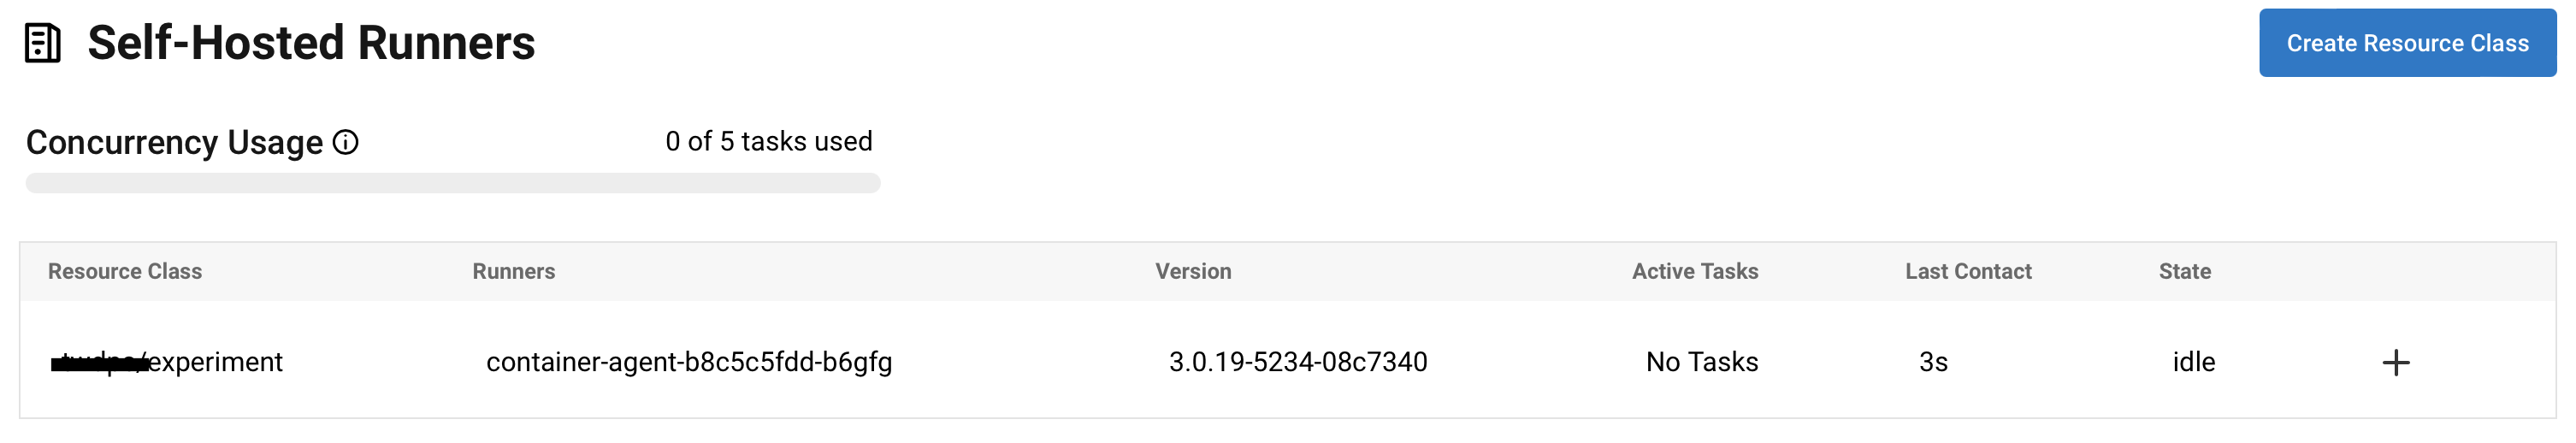 Self-Hosted Runners
Create Resource Class
Concurrency Usage
0 of 5 tasks used
Resource Class Runners Version Active Tasks Last Contact State
/experiment container-agent-b8c5c5fdd-b6gfg 3.0.19-5234-08c7340 No Tasks 3s idle